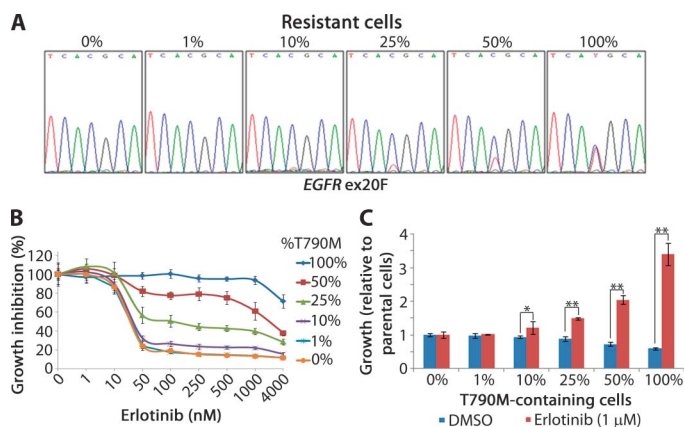 A
Resistant cells
0% 1% 10% 25% 50% 100%
T C A C G C A T C A C G C A T C A C G C A T C A C G C A T C A C G C A T C A Y G C A
EGFR ex20F
B
Growth inhibition (%)
120
100
80
60
40
20
0
0 1 10 50 100 250 500 1000 4000
Erlotinib (nM)
%T790M
100%
50%
25%
10%
1%
0%
C
Growth (relative to
parental cells)
4
3
2
1
0
* ** ** **
0% 1% 10% 25% 50% 100%
T790M-containing cells
DMSO Erlotinib (1 μM)